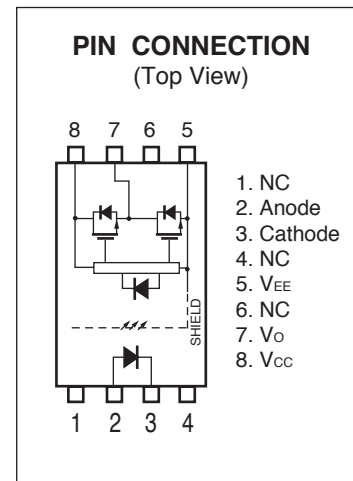 PIN CONNECTION
(Top View)
8 7 6 5
1. NC
2. Anode
3. Cathode
4. NC
5. VEE
6. NC
7. VO
8. VCC
SHIELD
1 2 3 4